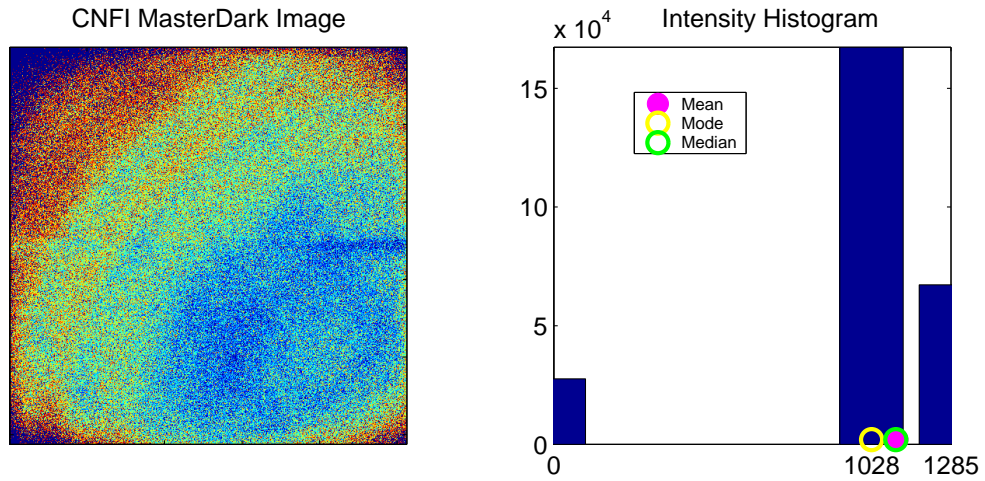 CNFI MasterDark Image
Intensity Histogram
x 10^4
15
10
5
0
Mean
Mode
Median
0
1028
1285